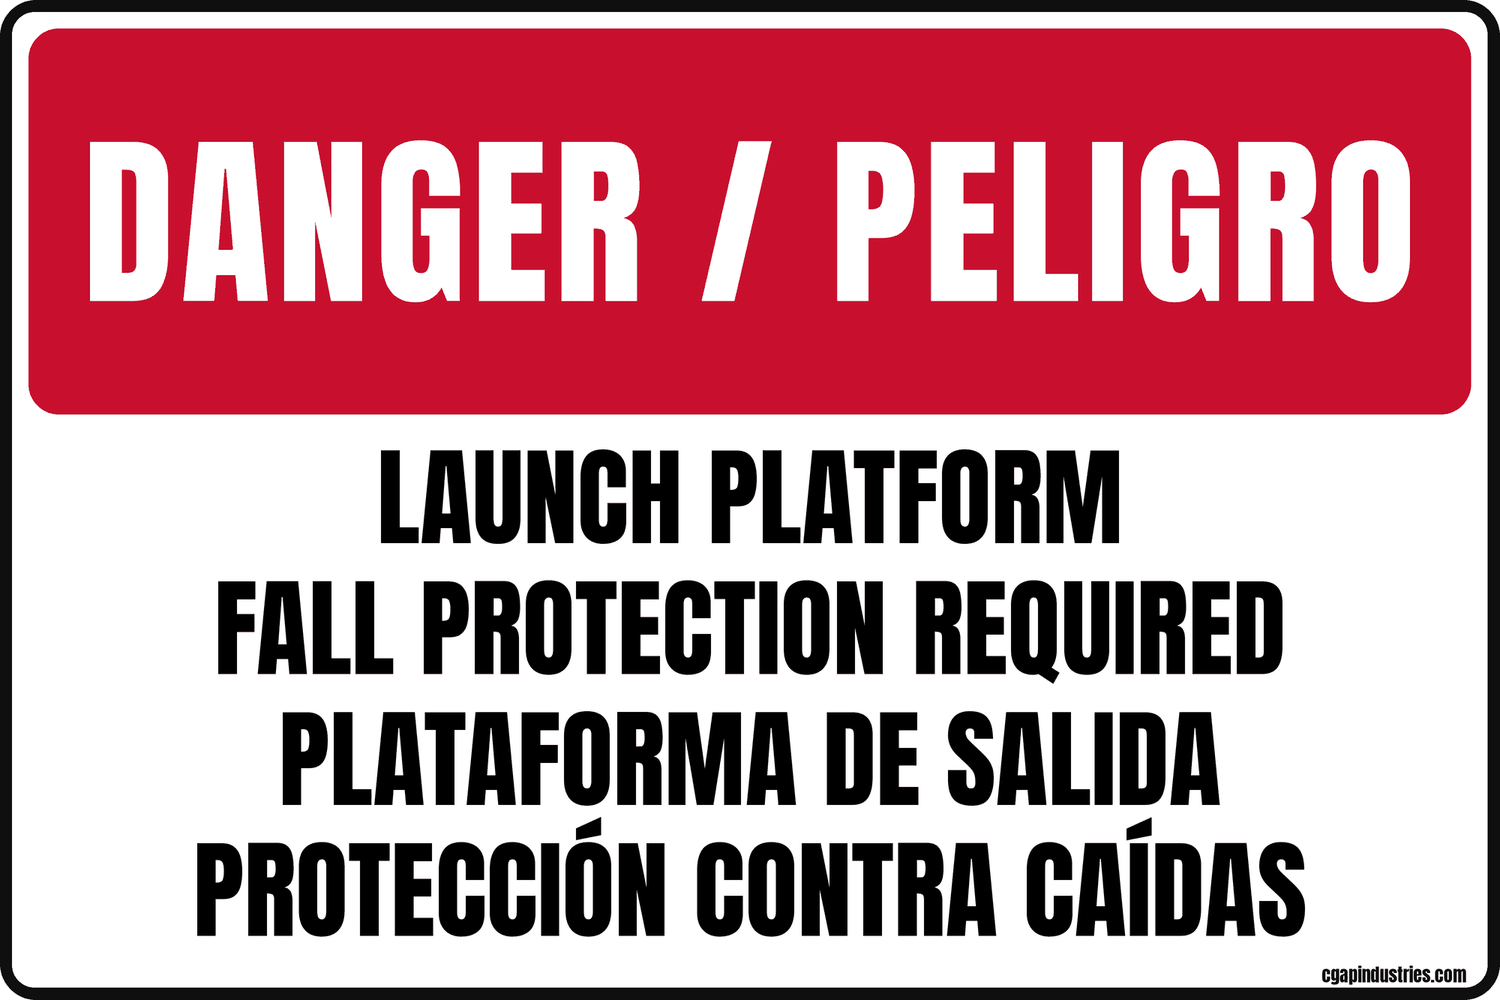 DANGER / PELIGRO
LAUNCH PLATFORM
FALL PROTECTION REQUIRED
PLATAFORMA DE SALIDA
PROTECCIÓN CONTRA CAÍDAS
cgapindustries.com